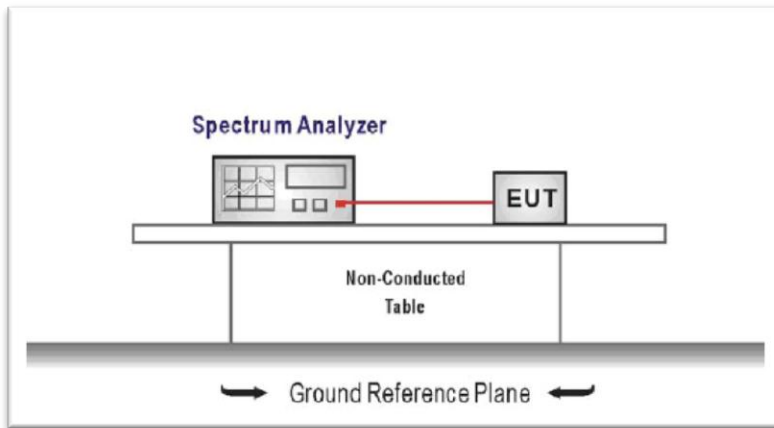 Spectrum Analyzer
EUT
Non-Conducted
Table
Ground Reference Plane